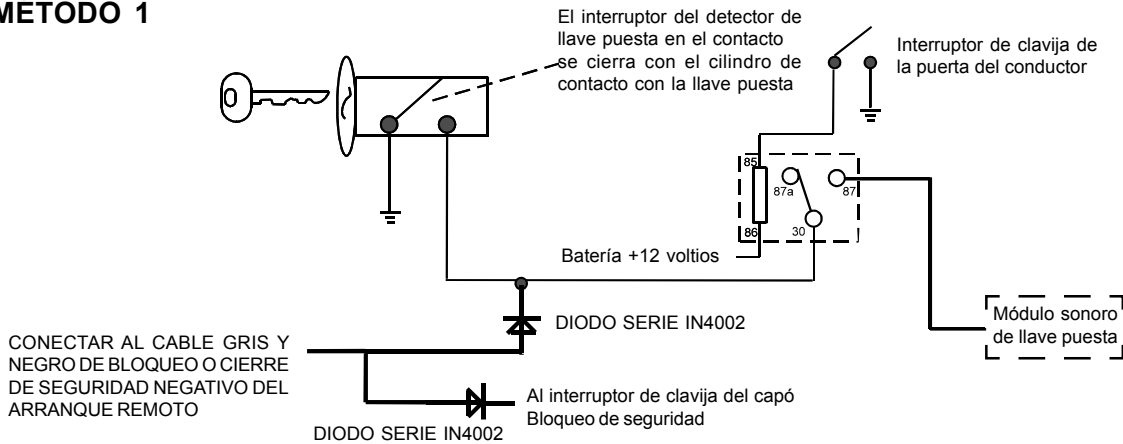 METODO 1
El interruptor del detector de
llave puesta en el contacto
se cierra con el cilindro de
contacto con la llave puesta
Interruptor de clavija de
la puerta del conductor
85
87a
87
86
30
Batería +12 voltios
Módulo sonoro
de llave puesta
DIODO SERIE IN4002
CONECTAR AL CABLE GRIS Y
NEGRO DE BLOQUEO O CIERRE
DE SEGURIDAD NEGATIVO DEL
ARRANQUE REMOTO
Al interruptor de clavija del capó
Bloqueo de seguridad
DIODO SERIE IN4002